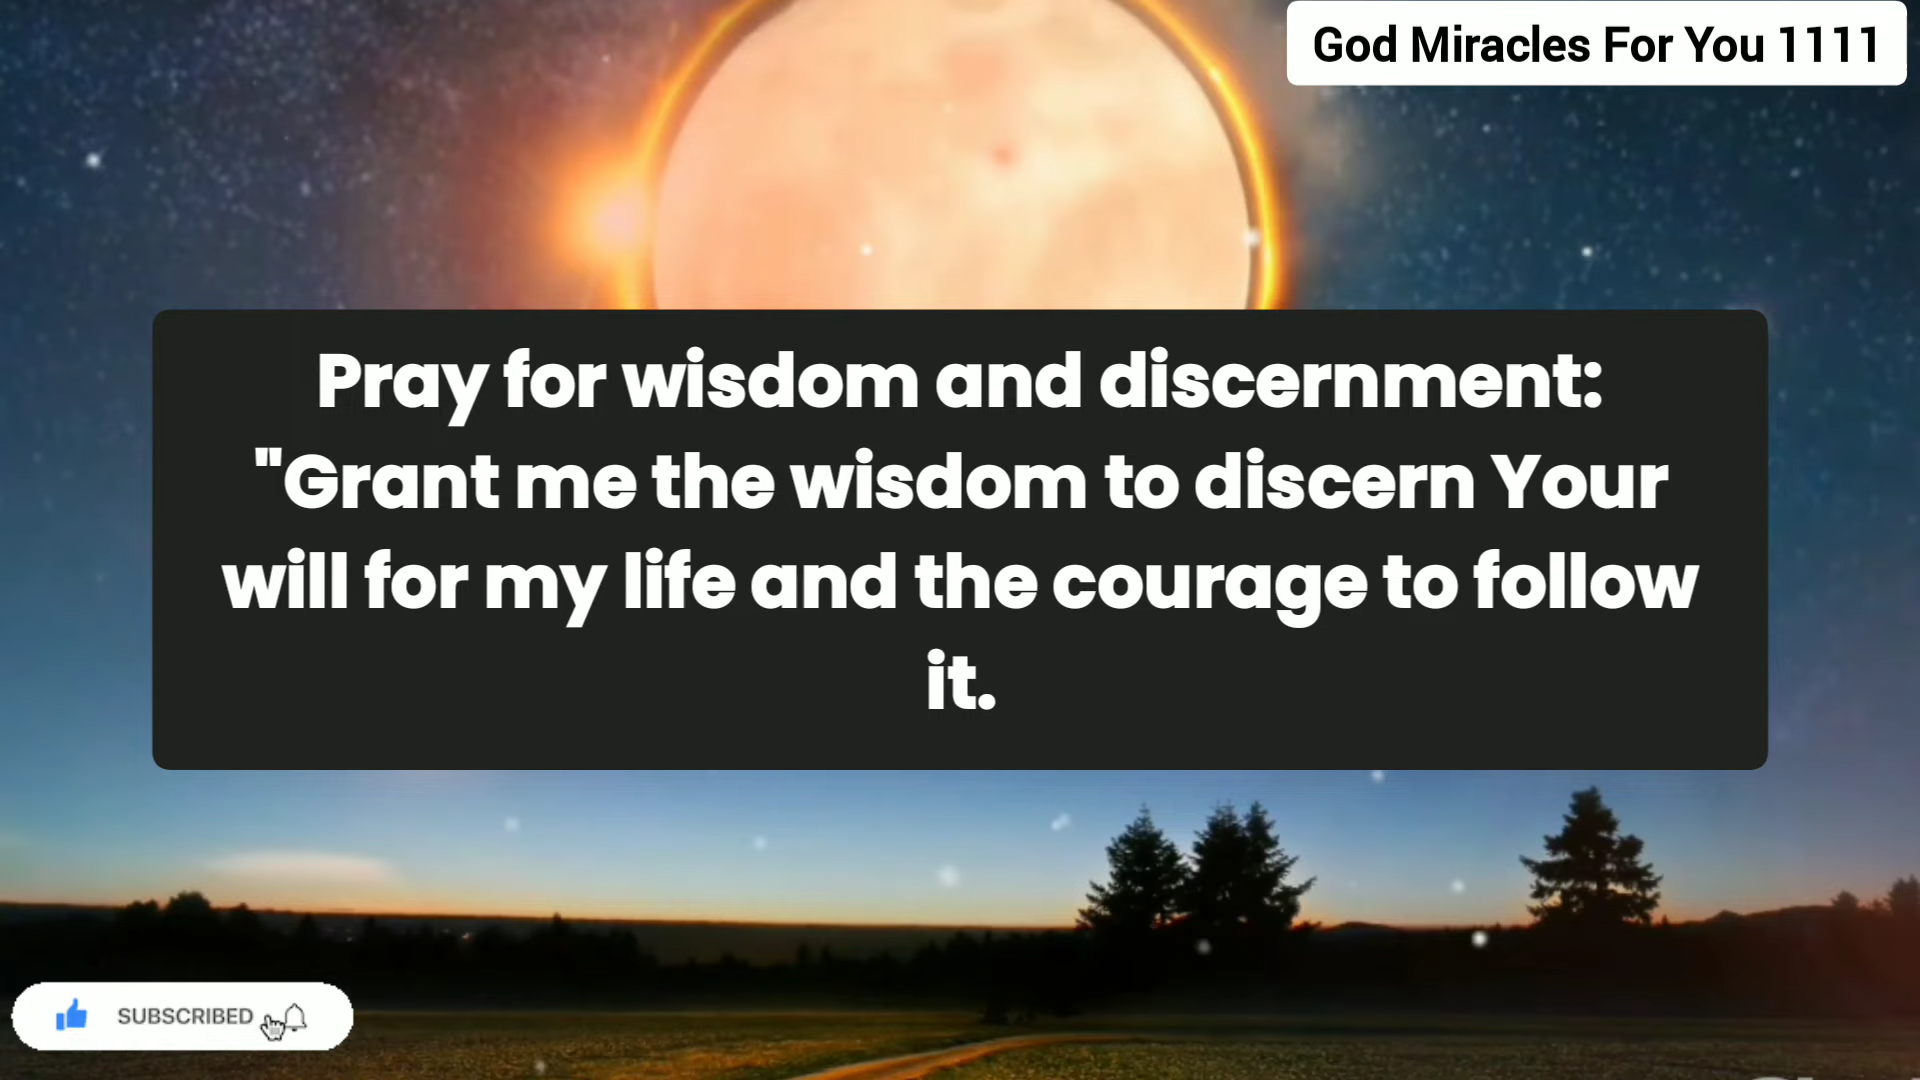 God Miracles For You 1111
Pray for wisdom and discernment:
"Grant me the wisdom to discern Your
will for my life and the courage to follow
it.
SUBSCRIBED